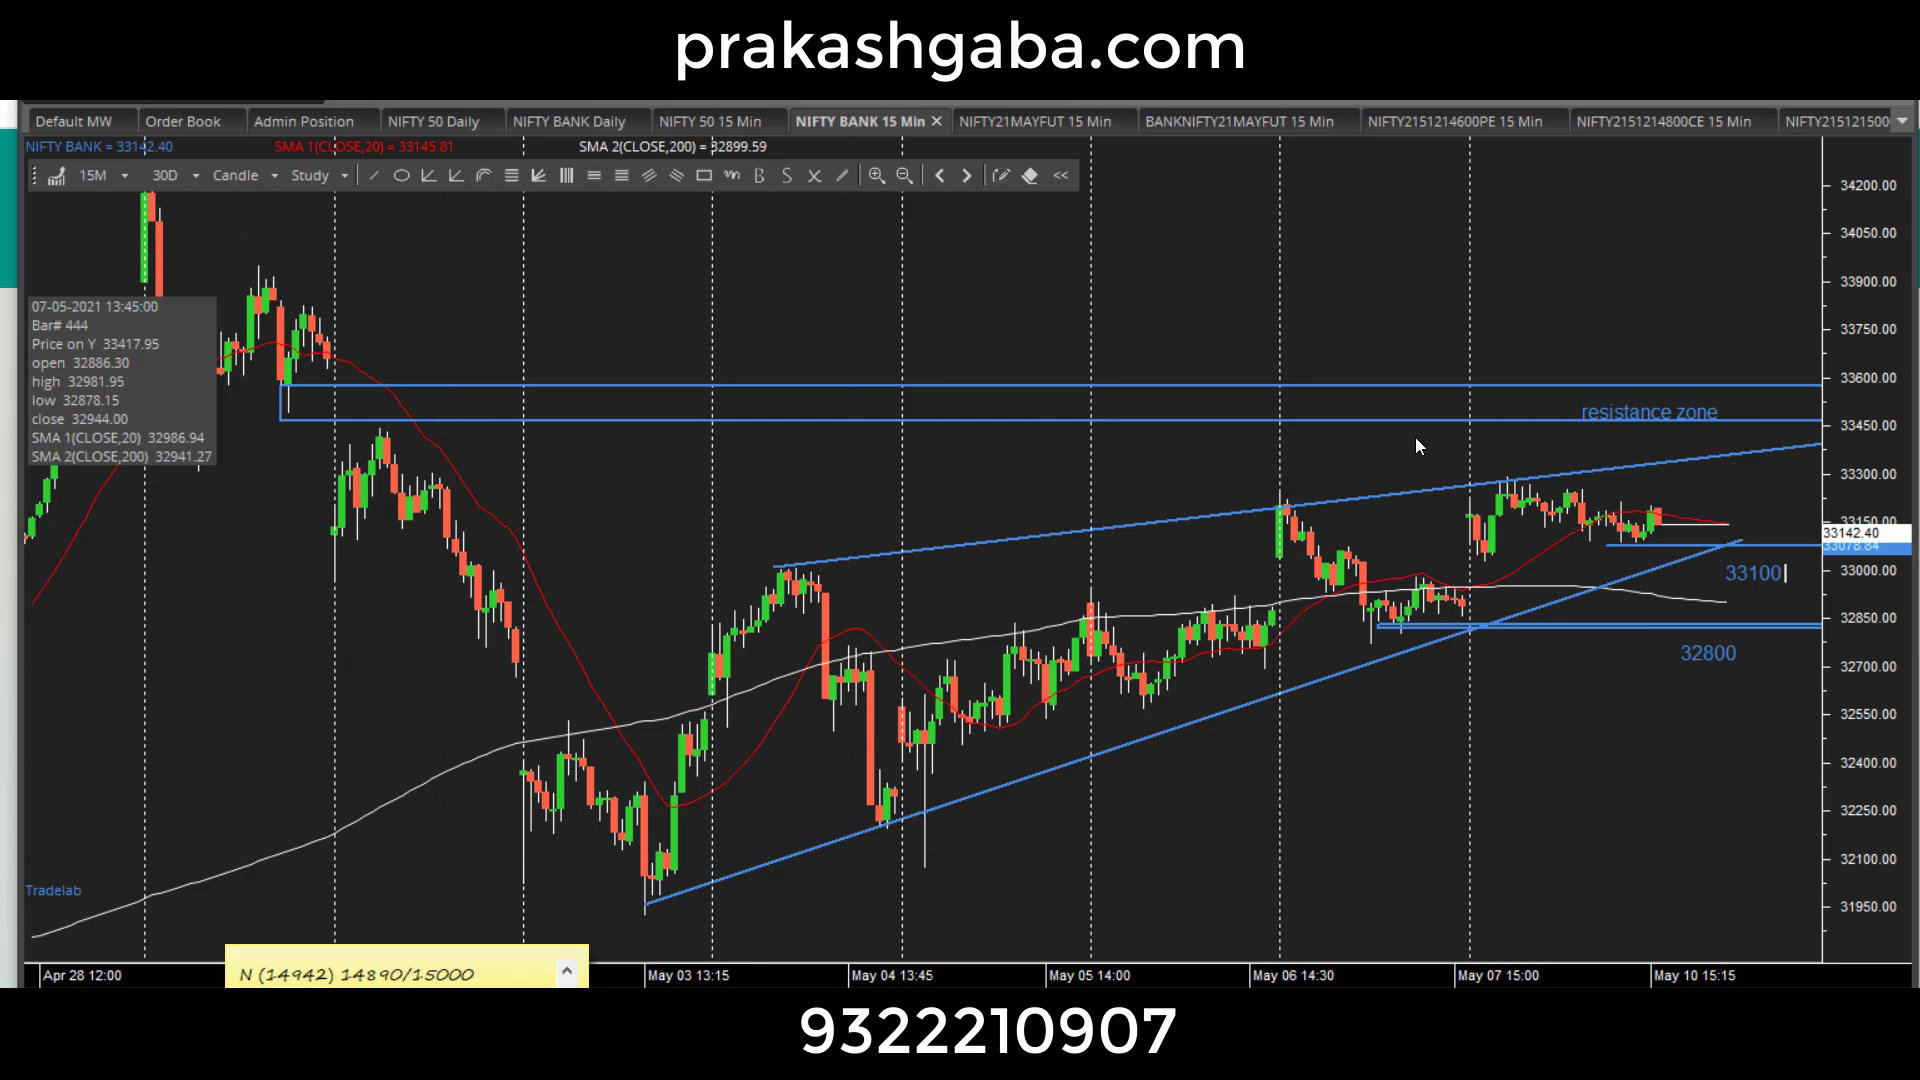 prakashgaba.com
Default MW Order Book Admin Position NIFTY 50 Daily NIFTY BANK Daily NIFTY 50 15 Min NIFTY BANK 15 Min NIFTY21MAYFUT 15 Min BANKNIFTY21MAYFUT 15 Min NIFTY2151214600PE 15 Min NIFTY2151214800CE 15 Min NIFTY2151215000
NIFTY BANK = 33142.40 SMA 1(CLOSE,20) = 33145.81 SMA 2(CLOSE,200) = 32899.59
15M 30D Candle Study
34200.00
34050.00
33900.00
33750.00
33600.00
33450.00
33300.00
33150.00
33142.40
33078.84
33000.00
32850.00
32700.00
32550.00
32400.00
32250.00
32100.00
31950.00
07-05-2021 13:45:00
Bar# 444
Price on Y 33417.95
open 32886.30
high 32981.95
low 32878.15
close 32944.00
SMA 1(CLOSE,20) 32986.94
SMA 2(CLOSE,200) 32941.27
resistance zone
33100
32800
Tradelab
N (14942) 14890/15000
Apr 28 12:00 May 03 13:15 May 04 13:45 May 05 14:00 May 06 14:30 May 07 15:00 May 10 15:15
9322210907